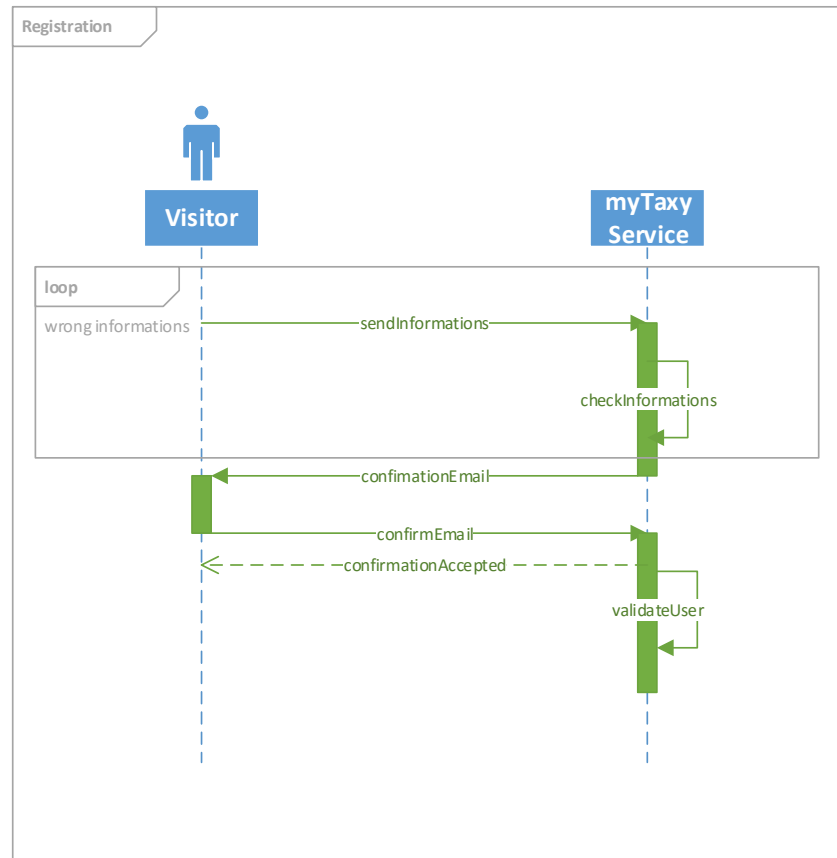 Registration
Visitor
myTaxy
Service
loop
wrong informations
sendInformations
checkInformations
confimationEmail
confirmEmail
confirmationAccepted
validateUser